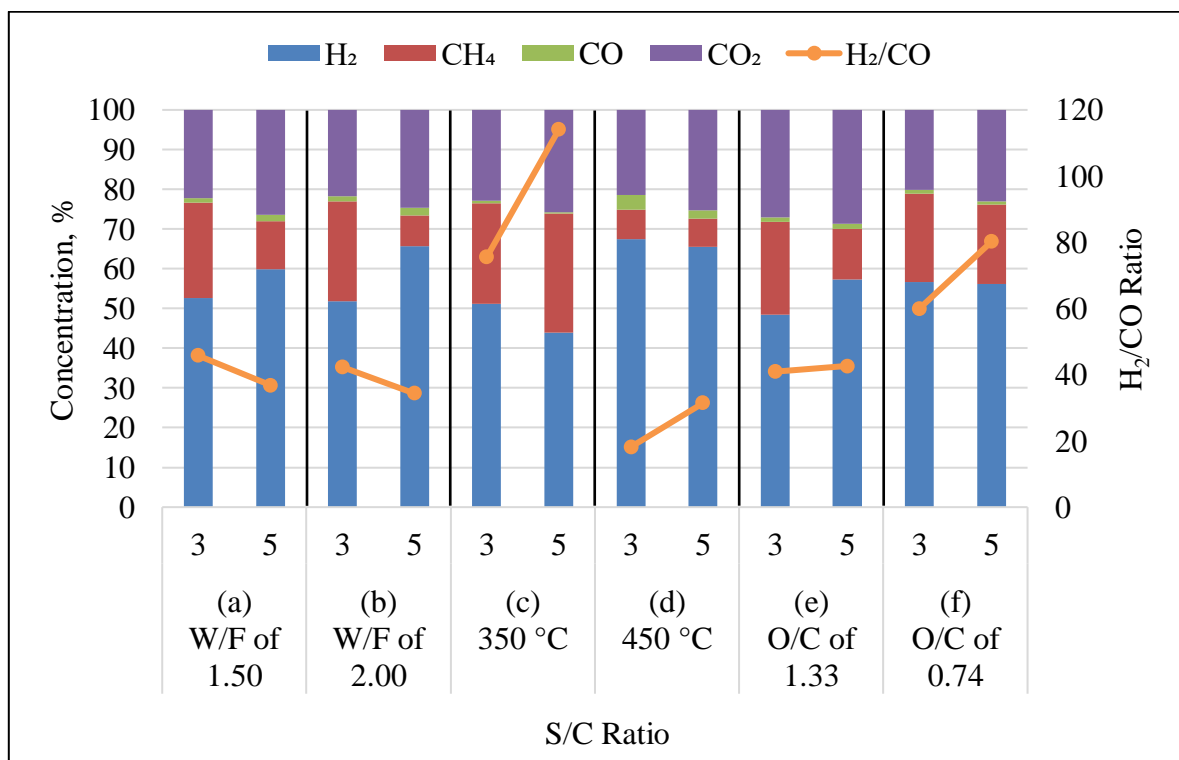 H₂ CH₄ CO CO₂ H₂/CO
Concentration, %
100
90
80
70
60
50
40
30
20
10
0
120
100
80
60
40
20
0
H₂/CO Ratio
3 5 3 5 3 5 3 5 3 5 3 5
(a) (b) (c) (d) (e) (f)
W/F of W/F of 350 °C 450 °C O/C of O/C of
1.50 2.00 1.33 0.74
S/C Ratio